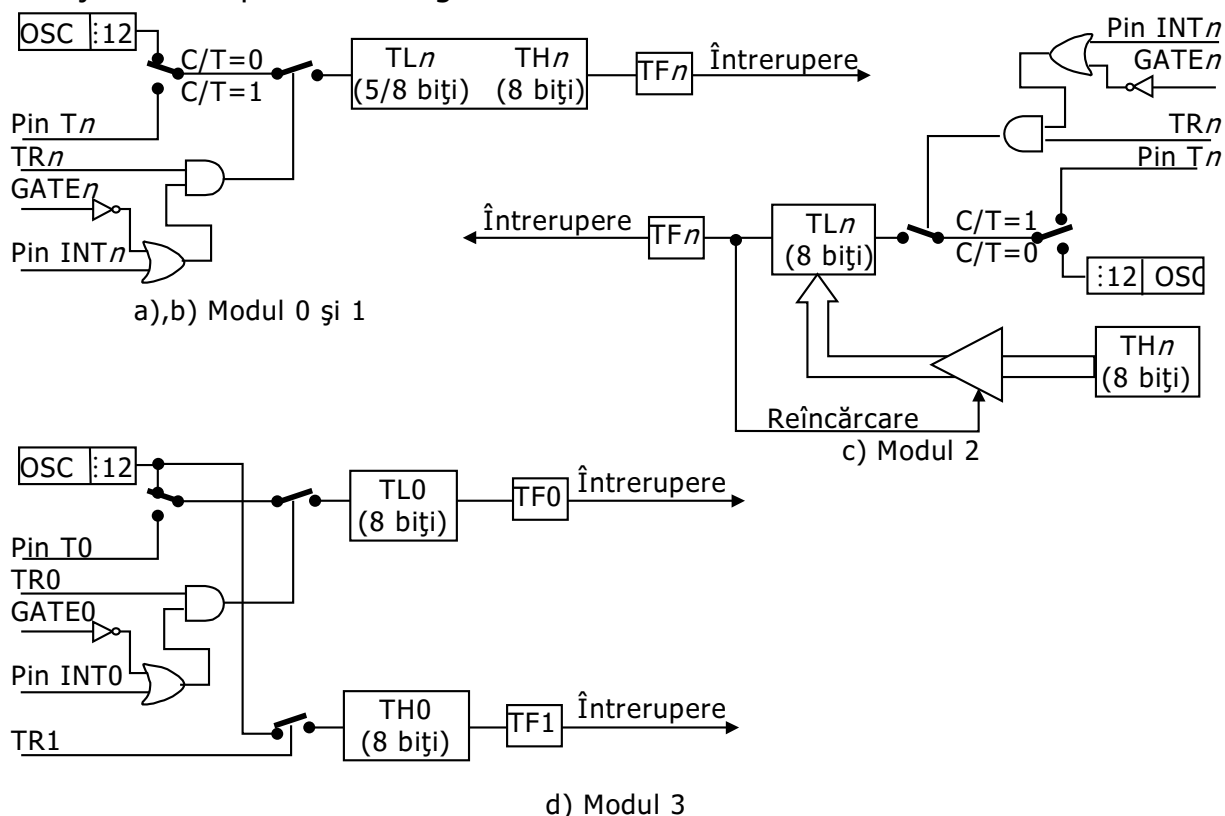 OSC :12
C/T=0
C/T=1
Pin Tn
TRn
GATEn
Pin INTn
TLn THn
(5/8 biţi) (8 biţi)
TFn
Întrerupere
a),b) Modul 0 şi 1
Pin INTn
GATEn
TRn
Pin Tn
Întrerupere
TFn
TLn
(8 biţi)
C/T=1
C/T=0
:12 OSC
THn
(8 biţi)
Reîncărcare
c) Modul 2
OSC :12
Pin T0
TR0
GATE0
Pin INT0
TR1
TL0
(8 biţi)
TF0
Întrerupere
TH0
(8 biţi)
TF1
Întrerupere
d) Modul 3